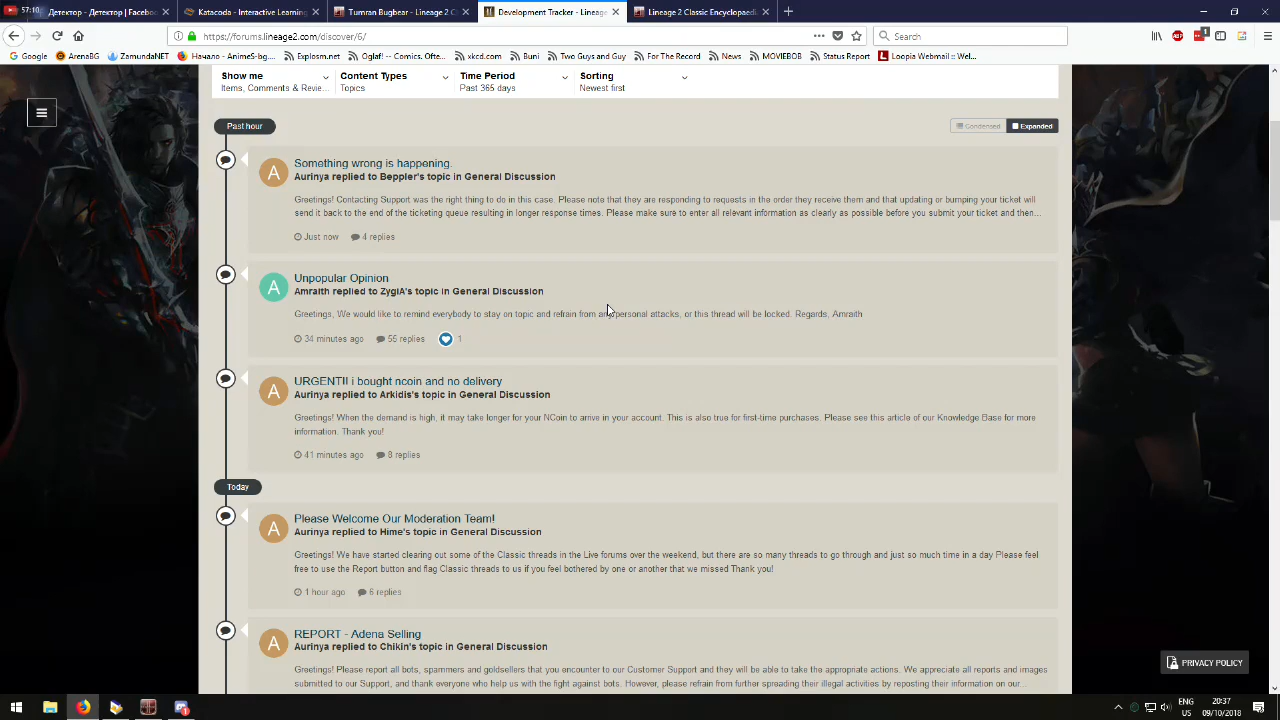 57:10
Детектор - Детектор | Faceboo
Katacoda - Interactive Learning
Tumran Bugbear - Lineage 2 Cl
Development Tracker - Lineage
Lineage 2 Classic Encyclopaedi
https://forums.lineage2.com/discover/6/
Search
1
Google
ArenaBG
ZamundaNET
Начало - AnimeS-bg...
Explosm.net
Oglaf! -- Comics. Ofte...
xkcd.com
Buni
Two Guys and Guy
For The Record
News
MOVIEBOB
Status Report
Loopia Webmail :: Wel...
Show me
Content Types
Time Period
Sorting
Items, Comments & Revie...
Topics
Past 365 days
Newest first
Past hour
Condensed
Expanded
A
Something wrong is happening.
Aurinya replied to Beppler's topic in General Discussion
Greetings! Contacting Support was the right thing to do in this case. Please note that they are responding to requests in the order they receive them and that updating or bumping your ticket will
send it back to the end of the ticketing queue resulting in longer response times. Please make sure to enter all relevant information as clearly as possible before you submit your ticket and then...
Just now 4 replies
A
Unpopular Opinion
Amraith replied to ZygiA's topic in General Discussion
Greetings, We would like to remind everybody to stay on topic and refrain from any personal attacks, or this thread will be locked. Regards, Amraith
34 minutes ago 55 replies 1
A
URGENT!! i bought ncoin and no delivery
Aurinya replied to Arkidis's topic in General Discussion
Greetings! When the demand is high, it may take longer for your NCoin to arrive in your account. This is also true for first-time purchases. Please see this article of our Knowledge Base for more
information. Thank you!
41 minutes ago 8 replies
Today
A
Please Welcome Our Moderation Team!
Aurinya replied to Hime's topic in General Discussion
Greetings! We have started clearing out some of the Classic threads in the Live forums over the weekend, but there are so many threads to go through and just so much time in a day Please feel
free to use the Report button and flag Classic threads to us if you feel bothered by one or another that we missed Thank you!
1 hour ago 6 replies
A
REPORT - Adena Selling
Aurinya replied to Chikin's topic in General Discussion
Greetings! Please report all bots, spammers and goldsellers that you encounter to our Customer Support and they will be able to take the appropriate actions. We appreciate all reports and images
submitted to our Support, and thank everyone who help us with the fight against bots. However, please refrain from further spreading their illegal activities by reposting their information on our...
PRIVACY POLICY
ENG
US
20:37
09/10/2018